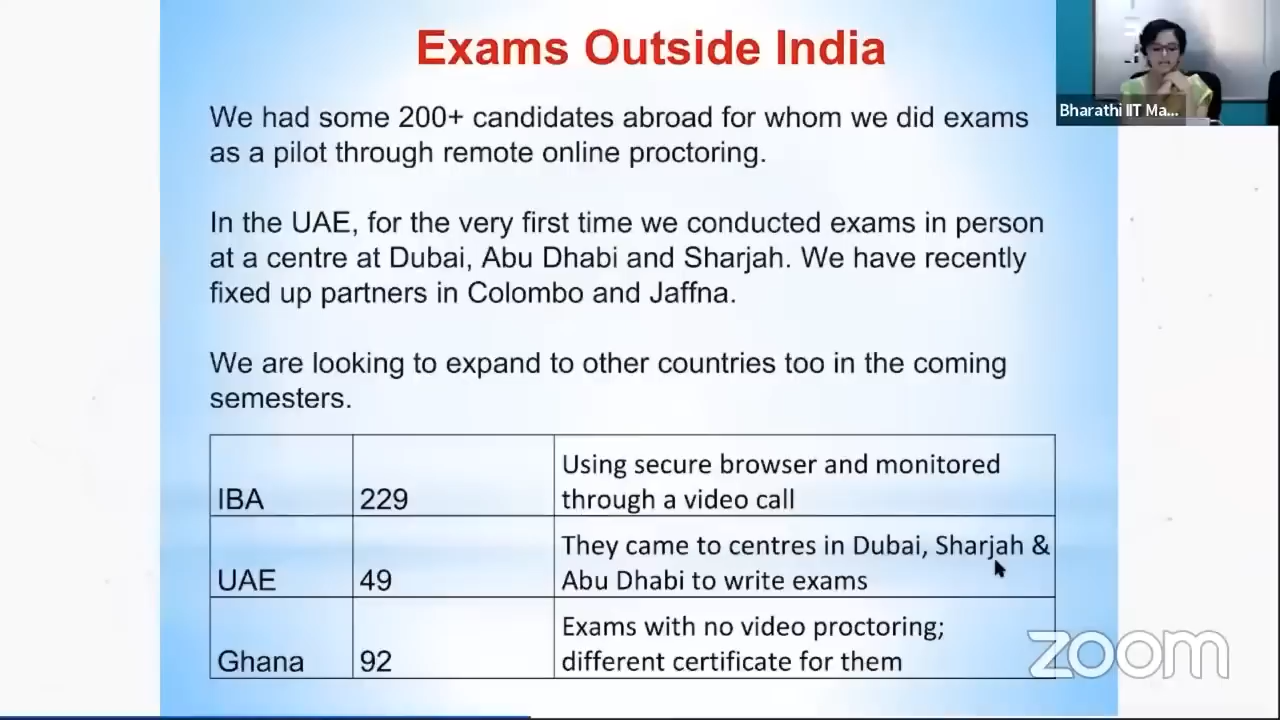 Exams Outside India
Bharathi IIT Ma...
We had some 200+ candidates abroad for whom we did exams
as a pilot through remote online proctoring.
In the UAE, for the very first time we conducted exams in person
at a centre at Dubai, Abu Dhabi and Sharjah. We have recently
fixed up partners in Colombo and Jaffna.
We are looking to expand to other countries too in the coming
semesters.
IBA 229 Using secure browser and monitored
through a video call
UAE 49 They came to centres in Dubai, Sharjah &
Abu Dhabi to write exams
Ghana 92 Exams with no video proctoring;
different certificate for them
zoom